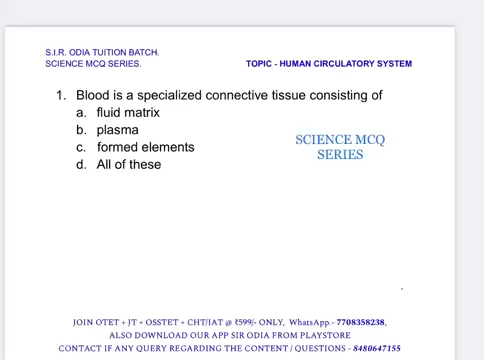 S.I.R. ODIA TUITION BATCH.
SCIENCE MCQ SERIES.
TOPIC - HUMAN CIRCULATORY SYSTEM
1. Blood is a specialized connective tissue consisting of
a. fluid matrix
b. plasma
c. formed elements
d. All of these
SCIENCE MCQ
SERIES
JOIN OTET + JT + OSSTET + CHT/IAT @ ₹599/- ONLY, WhatsApp - 7708358238,
ALSO DOWNLOAD OUR APP SIR ODIA FROM PLAYSTORE
CONTACT IF ANY QUERY REGARDING THE CONTENT / QUESTIONS - 8480647155